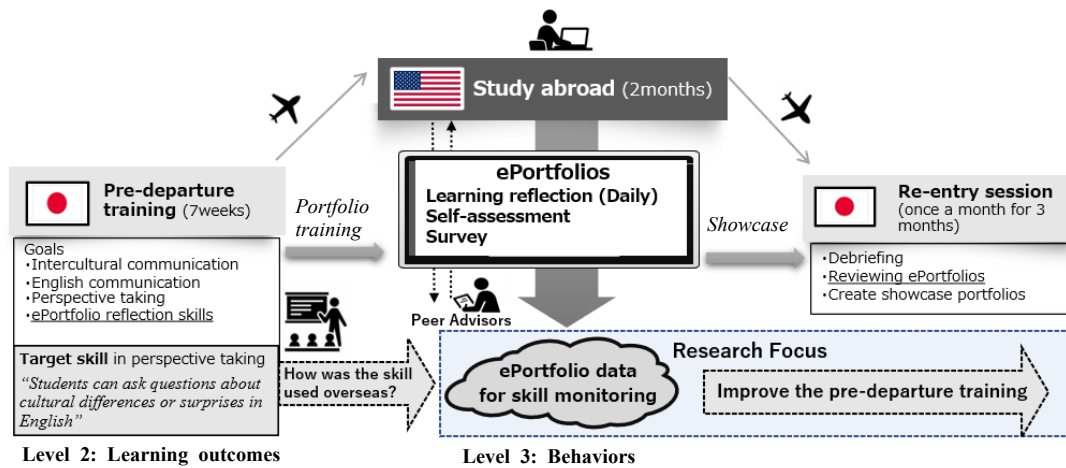 Study abroad (2months)
Pre-departure
training (7weeks)
Goals
·Intercultural communication
·English communication
·Perspective taking
·ePortfolio reflection skills
Target skill in perspective taking
“Students can ask questions about
cultural differences or surprises in
English”
Level 2: Learning outcomes
Portfolio
training
ePortfolios
Learning reflection (Daily)
Self-assessment
Survey
Peer Advisors
Showcase
Re-entry session
(once a month for 3
months)
·Debriefing
·Reviewing ePortfolios
·Create showcase portfolios
How was the skill
used overseas?
Research Focus
ePortfolio data
for skill monitoring
Improve the pre-departure training
Level 3: Behaviors